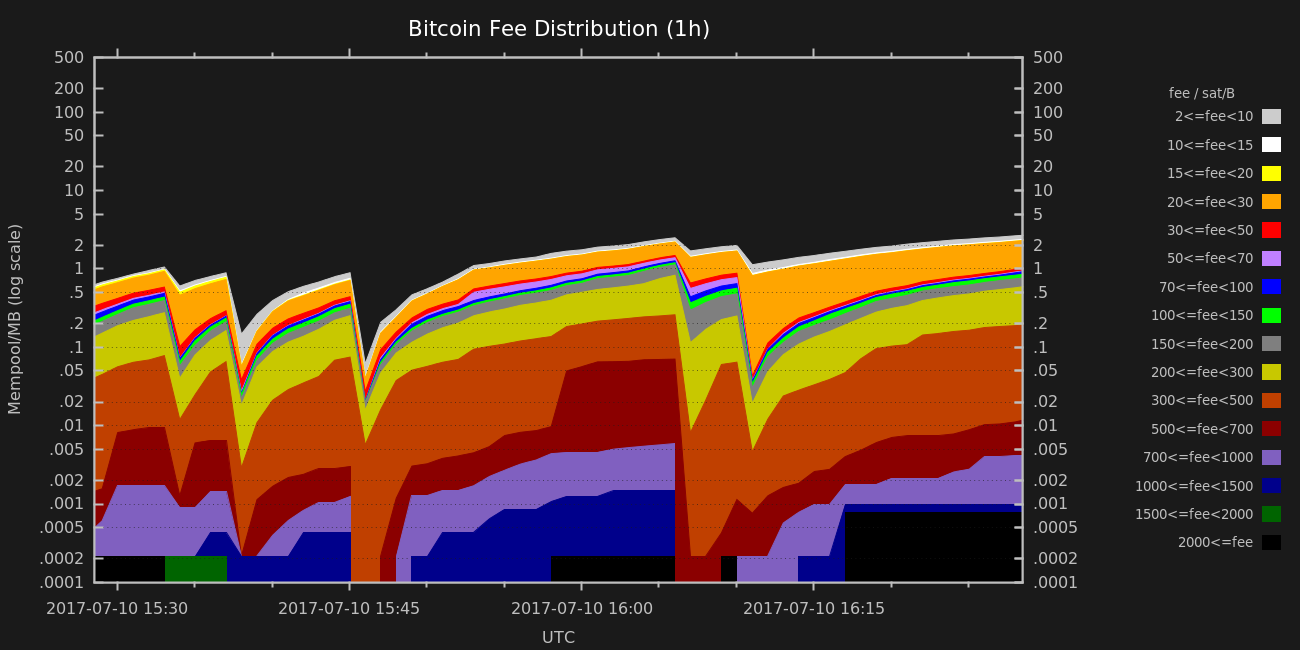 Bitcoin Fee Distribution (1h)
500 500
200 200
100 100
50 50
20 20
10 10
5 5
2 2
1 1
.5 .5
.2 .2
.1 .1
.05 .05
.02 .02
.01 .01
.005 .005
.002 .002
.001 .001
.0005 .0005
.0002 .0002
.0001 .0001
Mempool/MB (log scale)
2017-07-10 15:30 2017-07-10 15:45 2017-07-10 16:00 2017-07-10 16:15
UTC
fee / sat/B
2<=fee<10
10<=fee<15
15<=fee<20
20<=fee<30
30<=fee<50
50<=fee<70
70<=fee<100
100<=fee<150
150<=fee<200
200<=fee<300
300<=fee<500
500<=fee<700
700<=fee<1000
1000<=fee<1500
1500<=fee<2000
2000<=fee